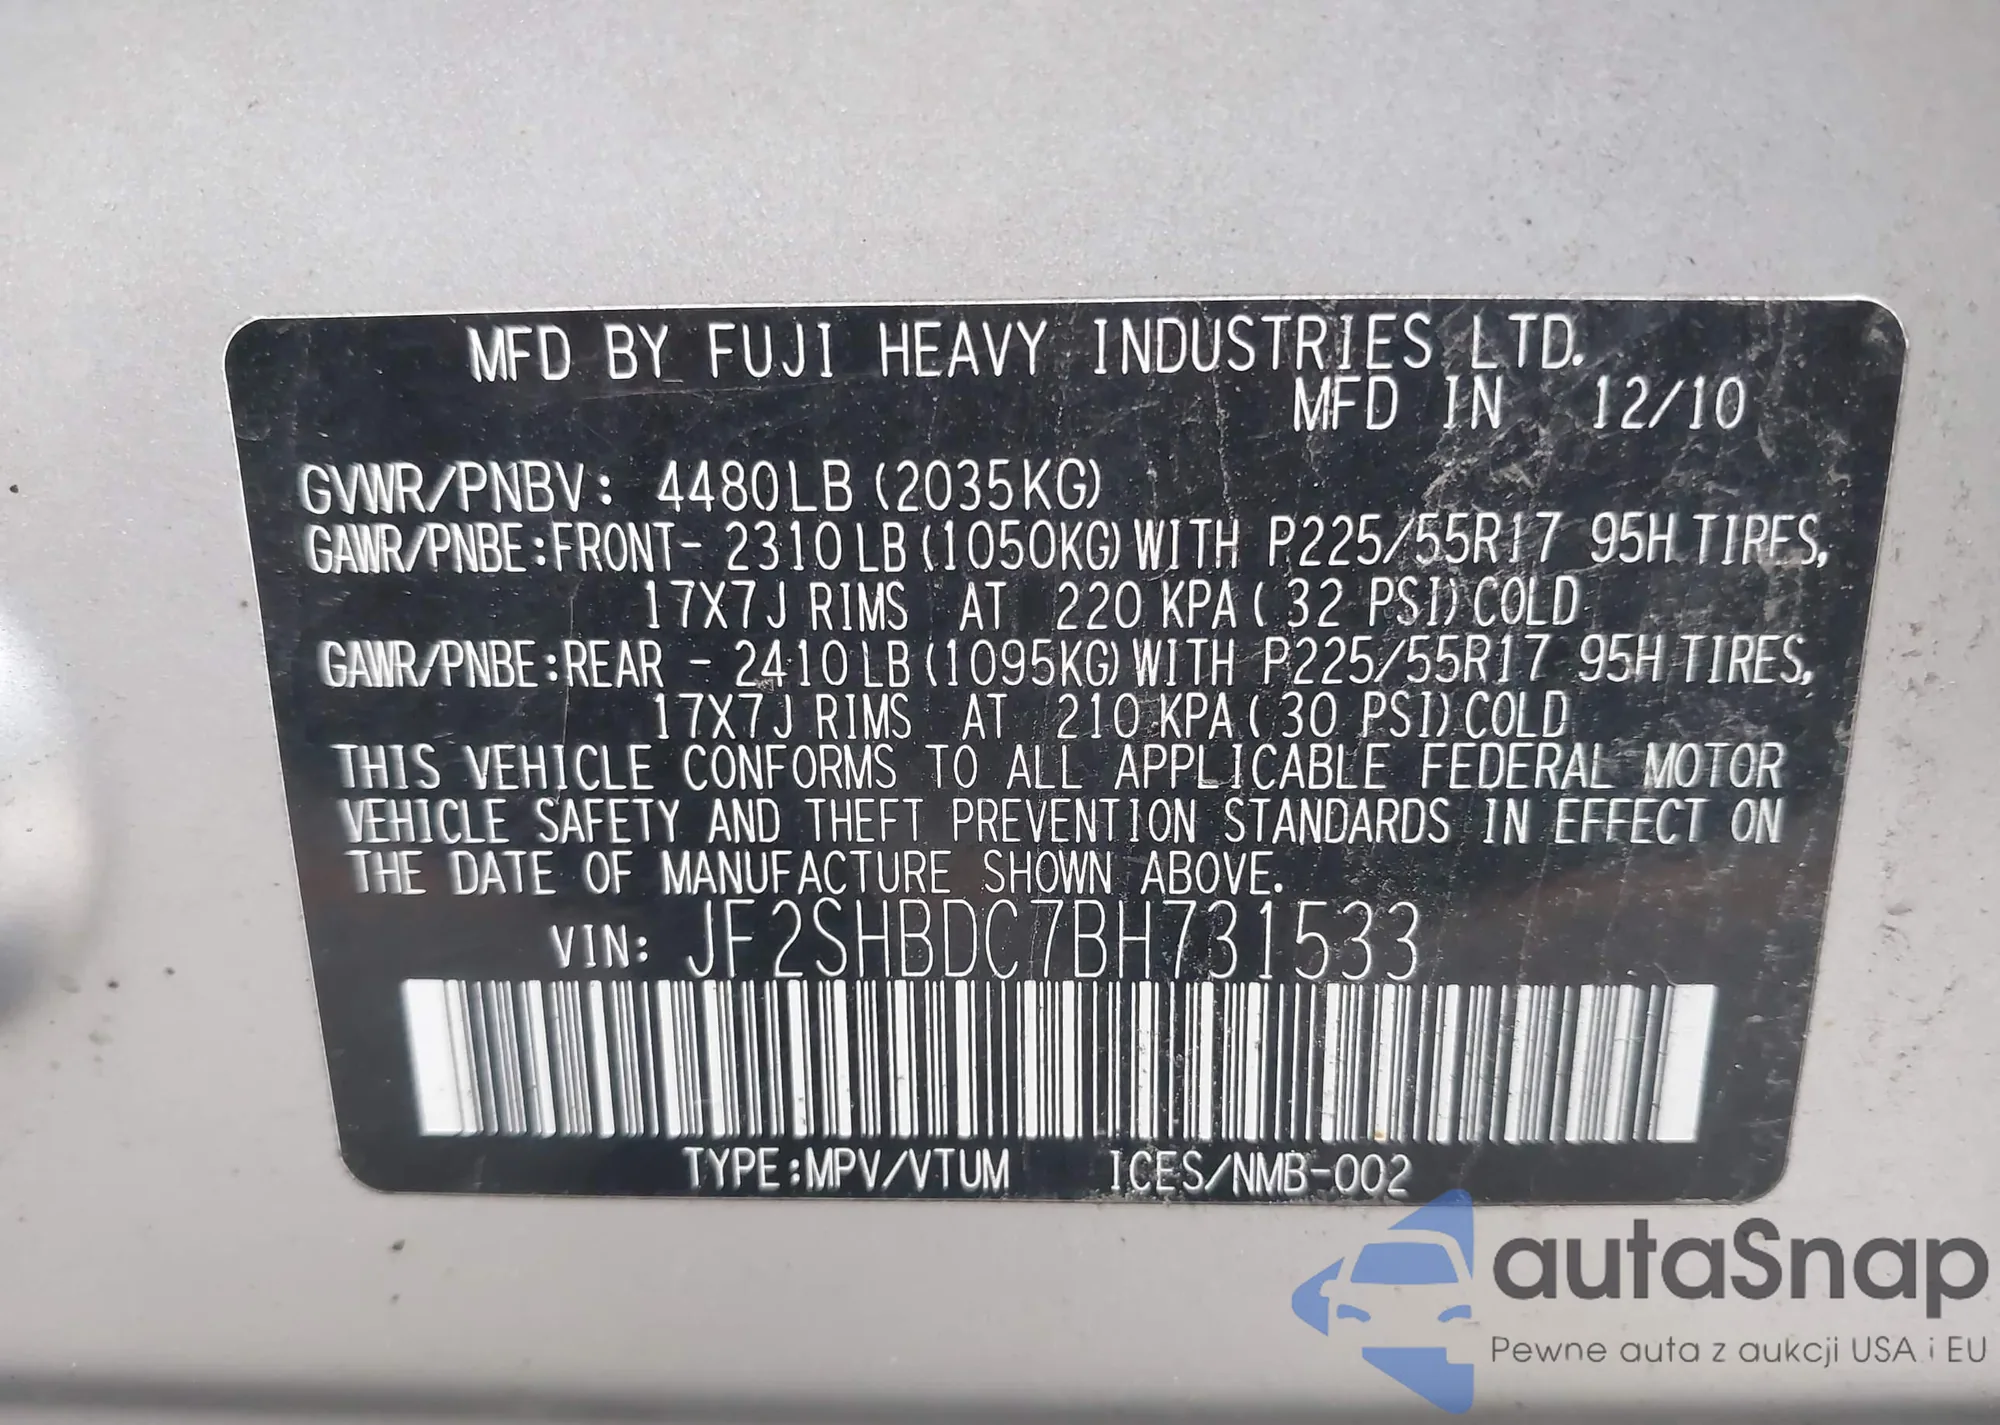 MFD BY FUJI HEAVY INDUSTRIES LTD.
MFD IN 12/10
GVWR/PNBV: 4480LB (2035KG)
GAWR/PNBE:FRONT- 2310LB (1050KG) WITH P225/55R17 95H TIRES,
17X7J RIMS AT 220 KPA ( 32 PSI) COLD
GAWR/PNBE:REAR - 2410LB (1095KG) WITH P225/55R17 95H TIRES,
17X7J RIMS AT 210 KPA ( 30 PSI) COLD
THIS VEHICLE CONFORMS TO ALL APPLICABLE FEDERAL MOTOR
VEHICLE SAFETY AND THEFT PREVENTION STANDARDS IN EFFECT ON
THE DATE OF MANUFACTURE SHOWN ABOVE.
VIN: JF2SHBDC7BH731533
TYPE:MPV/VTUM ICES/NMB-002
autaSnap
Pewne auta z aukcji USA i EU